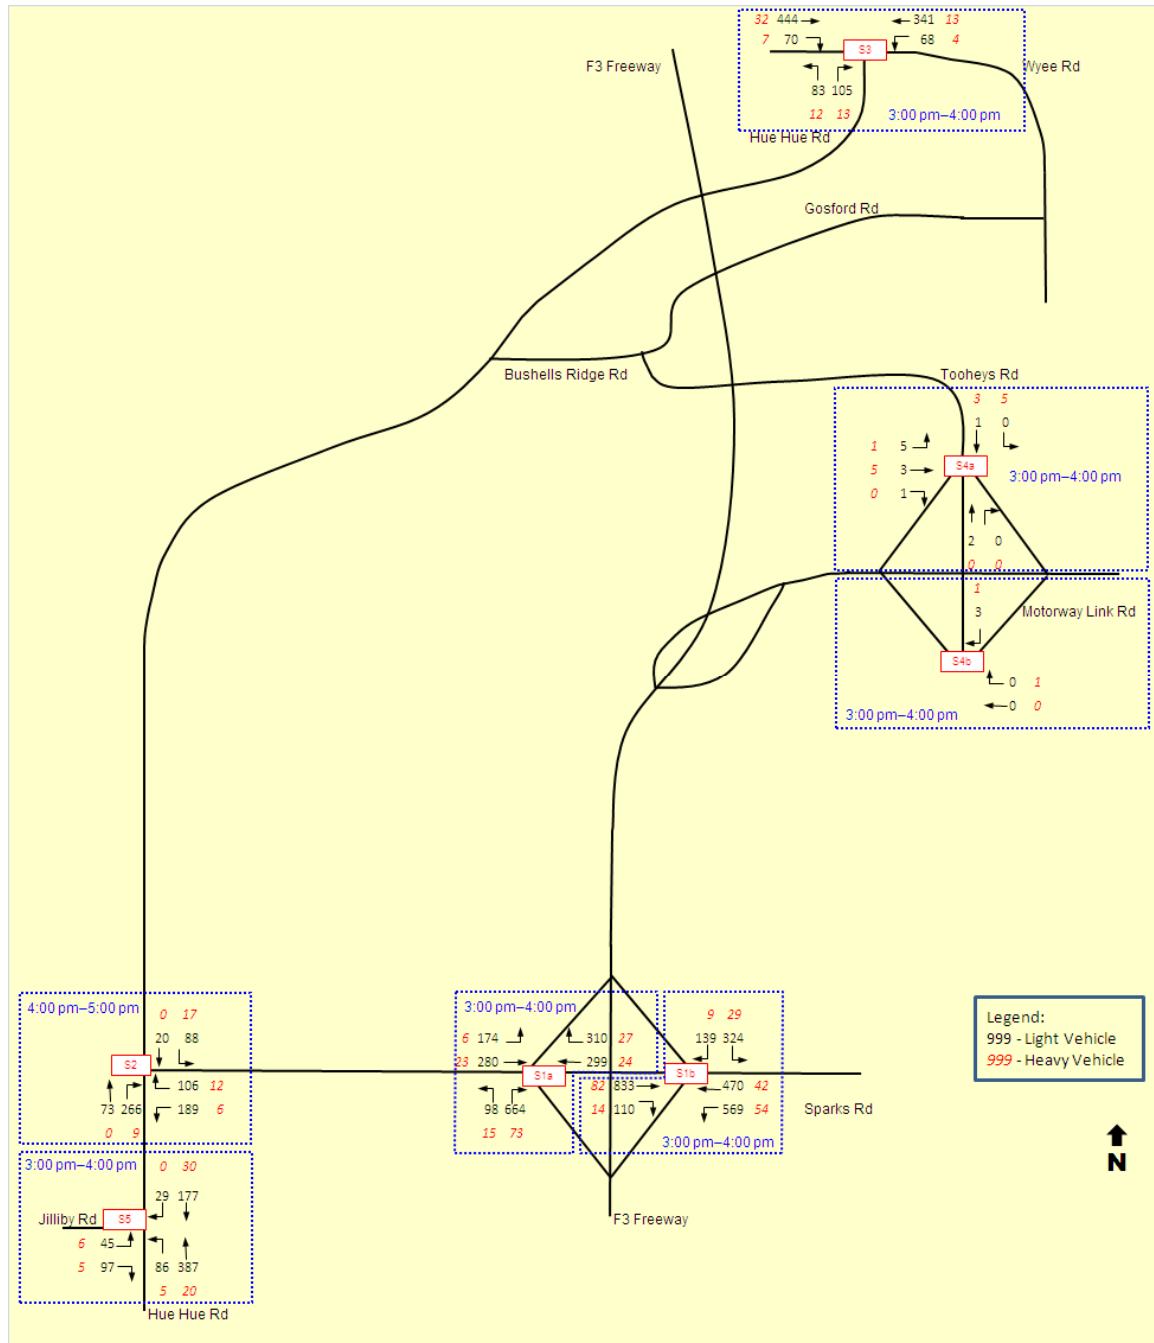 32 444 341 13
7 70 S3 68 4
F3 Freeway
Wyee Rd
83 105
12 13 3:00 pm–4:00 pm
Hue Hue Rd
Gosford Rd
Bushells Ridge Rd
Tooheys Rd
3 5
1 0
1 5
5 3 S4a 3:00 pm–4:00 pm
0 1
2 0
0 0
1
3 Motorway Link Rd
S4b
0 1
0 0
3:00 pm–4:00 pm
4:00 pm–5:00 pm
0 17
20 88
S2
106 12
73 266 189 6
0 9
3:00 pm–4:00 pm
6 174 310 27
23 280 299 24
S1a
98 664
15 73
9 29
139 324
S1b
82 833 470 42
14 110 569 54
3:00 pm–4:00 pm
Sparks Rd
Legend:
999 - Light Vehicle
999 - Heavy Vehicle
N
3:00 pm–4:00 pm 0 30
29 177
Jilliby Rd S5
6 45
5 97 86 387
5 20
Hue Hue Rd
F3 Freeway